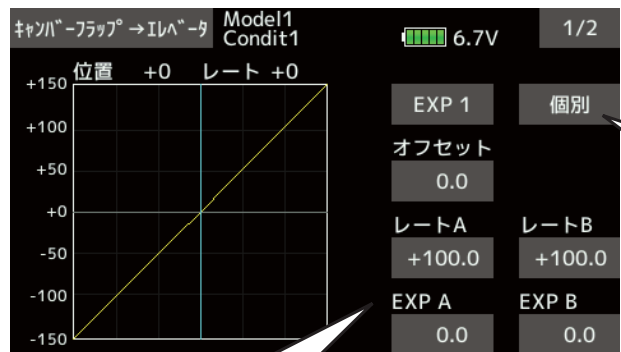 ｷｬﾝﾊﾞｰﾌﾗｯﾌﾟ→ｴﾚﾍﾞｰﾀ
Model1
Condit1
6.7V
1/2
位置 +0 レート +0
+150
+100
+50
+0
-50
-100
-150
EXP 1
個別
オフセット
0.0
レートA
レートB
+100.0
+100.0
EXP A
EXP B
0.0
0.0